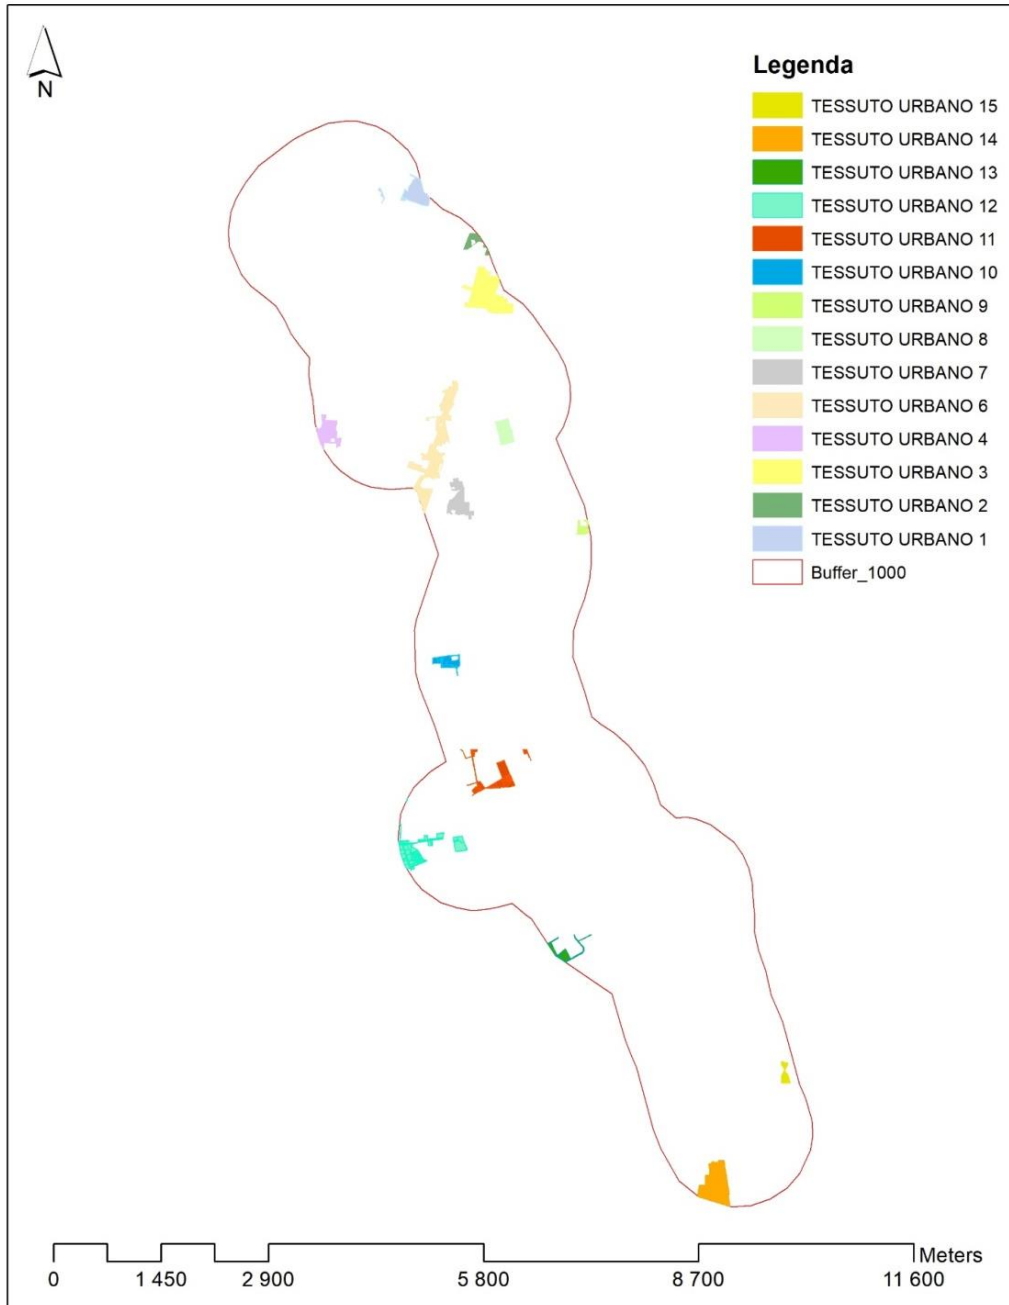 N
Legenda
TESSUTO URBANO 15
TESSUTO URBANO 14
TESSUTO URBANO 13
TESSUTO URBANO 12
TESSUTO URBANO 11
TESSUTO URBANO 10
TESSUTO URBANO 9
TESSUTO URBANO 8
TESSUTO URBANO 7
TESSUTO URBANO 6
TESSUTO URBANO 4
TESSUTO URBANO 3
TESSUTO URBANO 2
TESSUTO URBANO 1
Buffer_1000
Meters
0 1 450 2 900 5 800 8 700 11 600